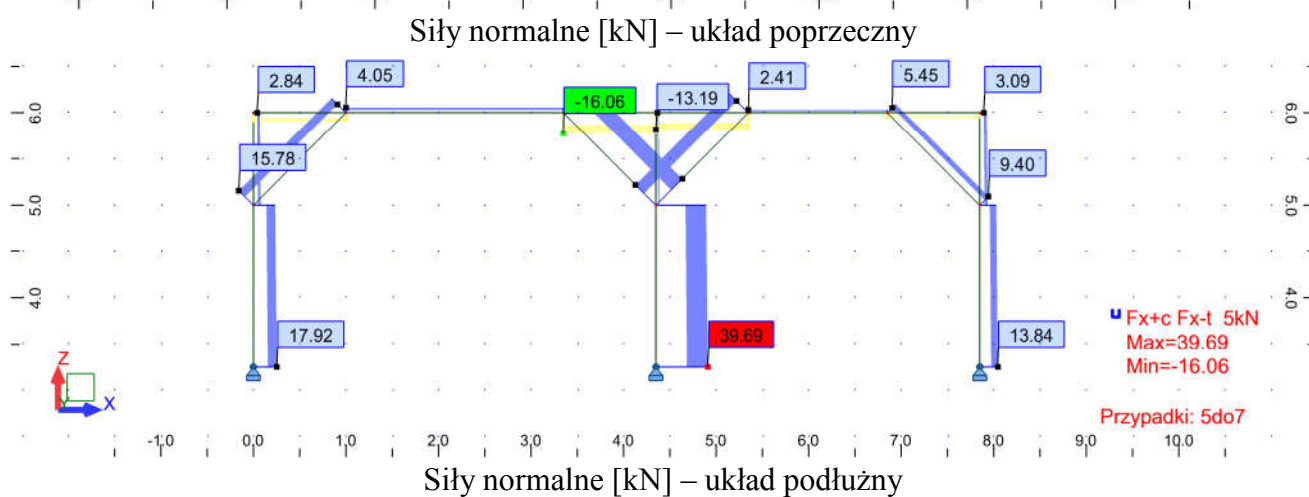 Siły normalne [kN] – układ poprzeczny
2.84 4.05 -16.06 -13.19 2.41 5.45 3.09
6.0 6.0
15.78 9.40
5.0 5.0
4.0 4.0
17.92 39.69 13.84
Fx+c Fx-t 5kN
Max=39.69
Min=-16.06
Przypadki: 5do7
Z
Y X
-1,0 0,0 1,0 2,0 3,0 4,0 5,0 6,0 7,0 8,0 9,0 10,0
Siły normalne [kN] – układ podłużny